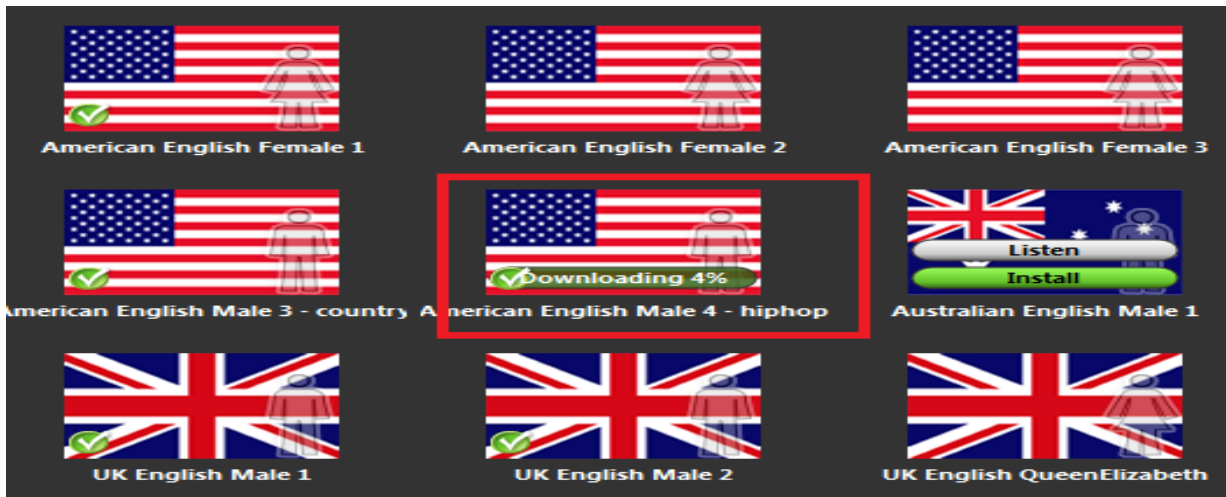 American English Female 1
American English Female 2
American English Female 3
Downloading 4%
Listen
Install
American English Male 3 - country
American English Male 4 - hiphop
Australian English Male 1
UK English Male 1
UK English Male 2
UK English QueenElizabeth